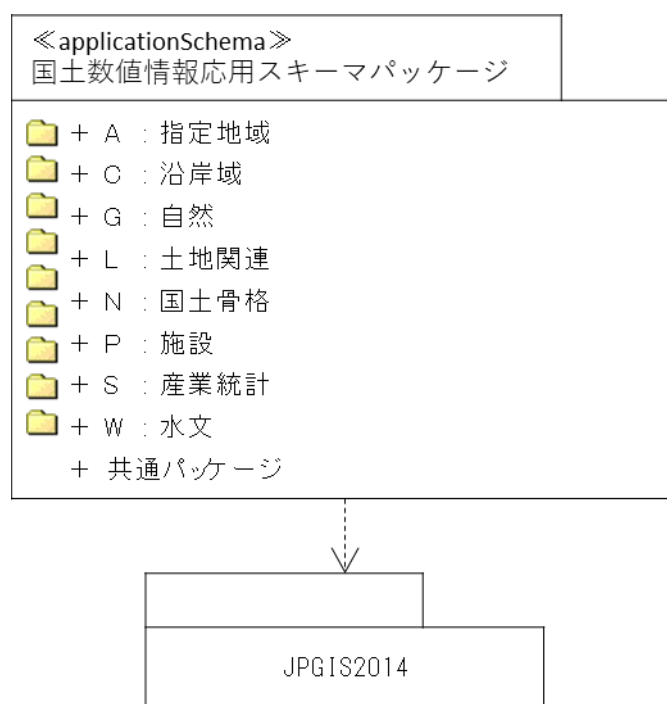 ≪applicationSchema≫
国土数値情報応用スキーマパッケージ
+ A : 指定地域
+ C : 沿岸域
+ G : 自然
+ L : 土地関連
+ N : 国土骨格
+ P : 施設
+ S : 産業統計
+ W : 水文
+ 共通パッケージ
JPGIS2014